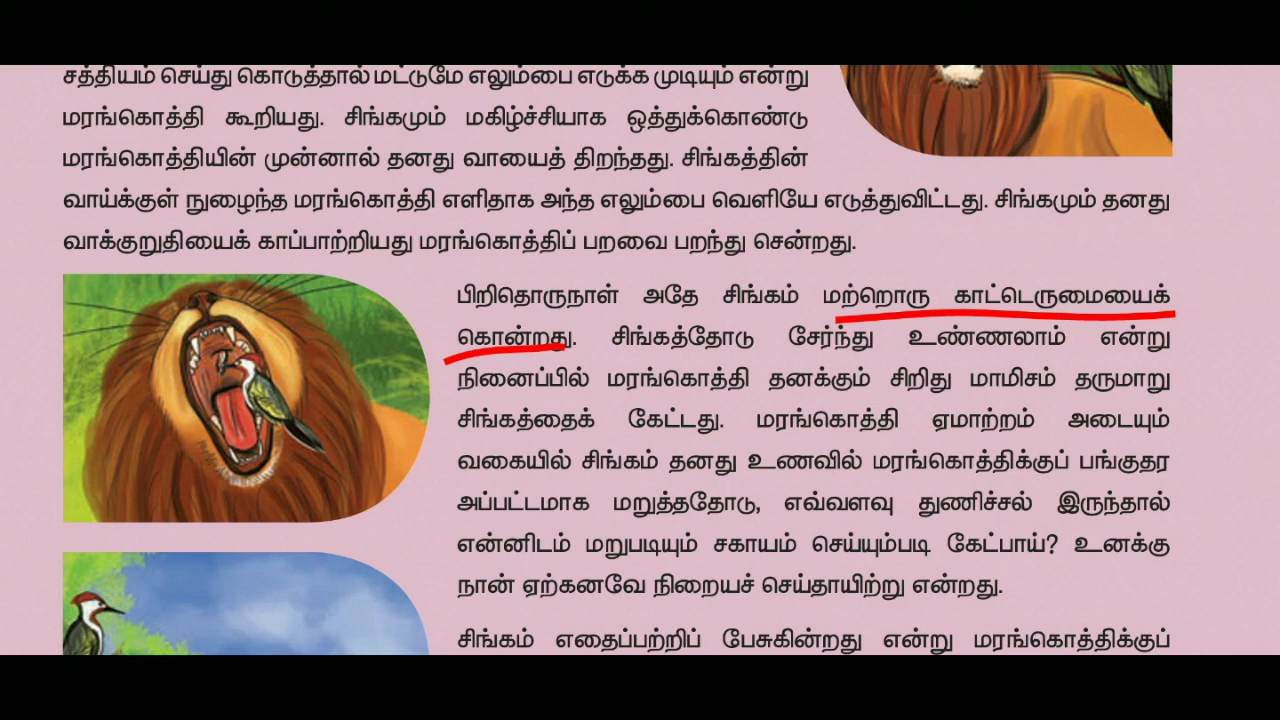 சத்தியம் செய்து கொடுத்தால் மட்டுமே எலும்பை எடுக்க முடியும் என்று
மரங்கொத்தி கூறியது. சிங்கமும் மகிழ்ச்சியாக ஒத்துக்கொண்டு
மரங்கொத்தியின் முன்னால் தனது வாயைத் திறந்தது. சிங்கத்தின்
வாய்க்குள் நுழைந்த மரங்கொத்தி எளிதாக அந்த எலும்பை வெளியே எடுத்துவிட்டது. சிங்கமும் தனது
வாக்குறுதியைக் காப்பாற்றியது மரங்கொத்திப் பறவை பறந்து சென்றது.
பிறிதொருநாள் அதே சிங்கம் மற்றொரு காட்டெருமையைக்
கொன்றது. சிங்கத்தோடு சேர்ந்து உண்ணலாம் என்று
நினைப்பில் மரங்கொத்தி தனக்கும் சிறிது மாமிசம் தருமாறு
சிங்கத்தைக் கேட்டது. மரங்கொத்தி ஏமாற்றம் அடையும்
வகையில் சிங்கம் தனது உணவில் மரங்கொத்திக்குப் பங்குதர
அப்பட்டமாக மறுத்ததோடு, எவ்வளவு துணிச்சல் இருந்தால்
என்னிடம் மறுபடியும் சகாயம் செய்யும்படி கேட்பாய்? உனக்கு
நான் ஏற்கனவே நிறையச் செய்தாயிற்று என்றது.
சிங்கம் எதைப்பற்றிப் பேசுகின்றது என்று மரங்கொத்திக்குப்